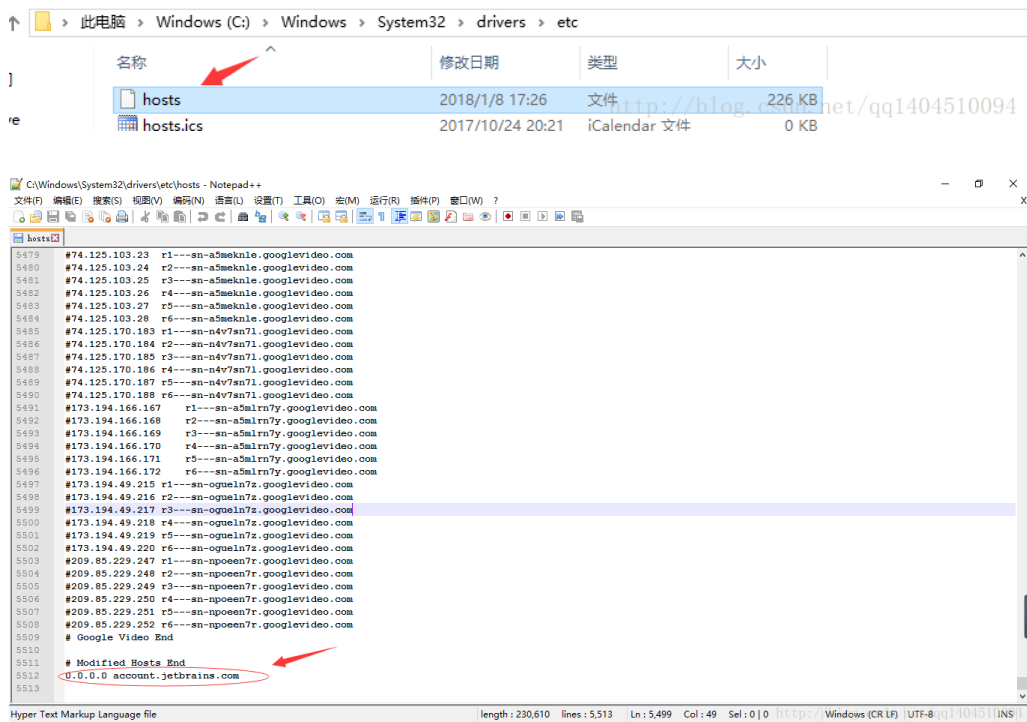 此电脑 > Windows (C:) > Windows > System32 > drivers > etc
名称 修改日期 类型 大小
hosts 2018/1/8 17:26 文件 226 KB
http://blog.csdn.net/qq1404510094
hosts.ics 2017/10/24 20:21 iCalendar 文件 0 KB
ve
C:\Windows\System32\drivers\etc\hosts - Notepad++
文件(F) 编辑(E) 搜索(S) 视图(V) 编码(N) 语言(L) 设置(T) 工具(O) 宏(M) 运行(R) 插件(P) 窗口(W) ? X
hosts
5479 #74.125.103.23 r1---sn-a5meknle.googlevideo.com
5480 #74.125.103.24 r2---sn-a5meknle.googlevideo.com
5481 #74.125.103.25 r3---sn-a5meknle.googlevideo.com
5482 #74.125.103.26 r4---sn-a5meknle.googlevideo.com
5483 #74.125.103.27 r5---sn-a5meknle.googlevideo.com
5484 #74.125.103.28 r6---sn-a5meknle.googlevideo.com
5485 #74.125.170.183 r1---sn-n4v7sn7l.googlevideo.com
5486 #74.125.170.184 r2---sn-n4v7sn7l.googlevideo.com
5487 #74.125.170.185 r3---sn-n4v7sn7l.googlevideo.com
5488 #74.125.170.186 r4---sn-n4v7sn7l.googlevideo.com
5489 #74.125.170.187 r5---sn-n4v7sn7l.googlevideo.com
5490 #74.125.170.188 r6---sn-n4v7sn7l.googlevideo.com
5491 #173.194.166.167 r1---sn-a5mlrn7y.googlevideo.com
5492 #173.194.166.168 r2---sn-a5mlrn7y.googlevideo.com
5493 #173.194.166.169 r3---sn-a5mlrn7y.googlevideo.com
5494 #173.194.166.170 r4---sn-a5mlrn7y.googlevideo.com
5495 #173.194.166.171 r5---sn-a5mlrn7y.googlevideo.com
5496 #173.194.166.172 r6---sn-a5mlrn7y.googlevideo.com
5497 #173.194.49.215 r1---sn-ogueln7z.googlevideo.com
5498 #173.194.49.216 r2---sn-ogueln7z.googlevideo.com
5499 #173.194.49.217 r3---sn-ogueln7z.googlevideo.com
5500 #173.194.49.218 r4---sn-ogueln7z.googlevideo.com
5501 #173.194.49.219 r5---sn-ogueln7z.googlevideo.com
5502 #173.194.49.220 r6---sn-ogueln7z.googlevideo.com
5503 #209.85.229.247 r1---sn-npoeen7r.googlevideo.com
5504 #209.85.229.248 r2---sn-npoeen7r.googlevideo.com
5505 #209.85.229.249 r3---sn-npoeen7r.googlevideo.com
5506 #209.85.229.250 r4---sn-npoeen7r.googlevideo.com
5507 #209.85.229.251 r5---sn-npoeen7r.googlevideo.com
5508 #209.85.229.252 r6---sn-npoeen7r.googlevideo.com
5509 # Google Video End
5510
5511 # Modified Hosts End
5512 0.0.0.0 account.jetbrains.com
5513
Hyper Text Markup Language file length : 230,610 lines : 5,513 Ln : 5,499 Col : 49 Sel : 0 | 0 Windows (CR LF) UTF-8 INS
http://blog.csdn.net/qq1404510094